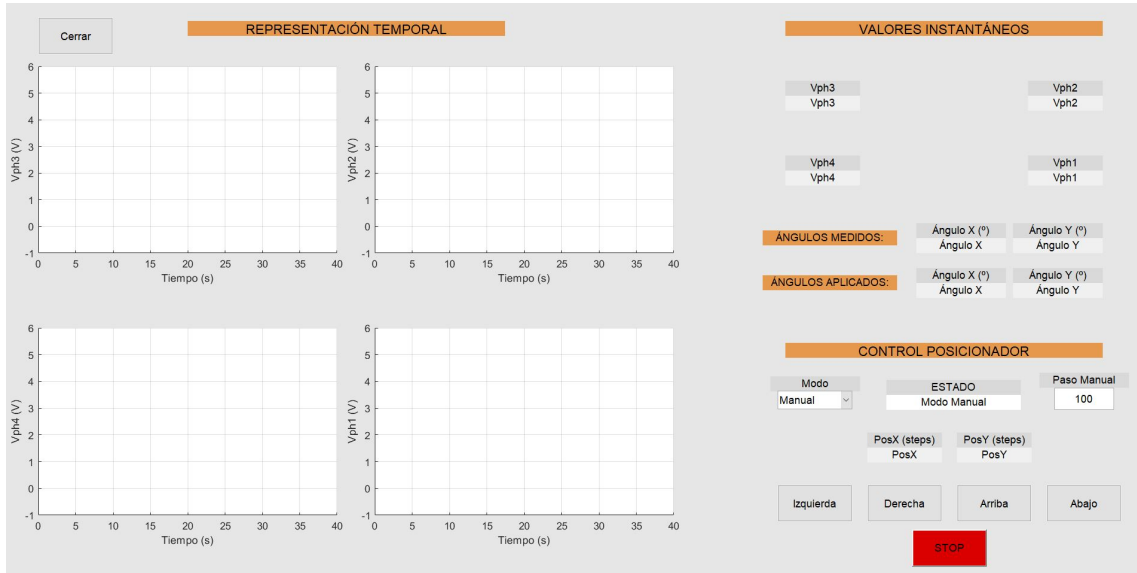 Cerrar
REPRESENTACIÓN TEMPORAL
6
5
4
3
2
1
0
-1
Vph3 (V)
0 5 10 15 20 25 30 35 40
Tiempo (s)
6
5
4
3
2
1
0
-1
Vph2 (V)
0 5 10 15 20 25 30 35 40
Tiempo (s)
6
5
4
3
2
1
0
-1
Vph4 (V)
0 5 10 15 20 25 30 35 40
Tiempo (s)
6
5
4
3
2
1
0
-1
Vph1 (V)
0 5 10 15 20 25 30 35 40
Tiempo (s)
VALORES INSTANTÁNEOS
Vph3 Vph2
Vph3 Vph2
Vph4 Vph1
Vph4 Vph1
ÁNGULOS MEDIDOS:
Ángulo X (º) Ángulo Y (º)
Ángulo X Ángulo Y
ÁNGULOS APLICADOS:
Ángulo X (º) Ángulo Y (º)
Ángulo X Ángulo Y
CONTROL POSICIONADOR
Modo
Manual
ESTADO
Modo Manual
Paso Manual
100
PosX (steps) PosY (steps)
PosX PosY
Izquierda Derecha Arriba Abajo
STOP